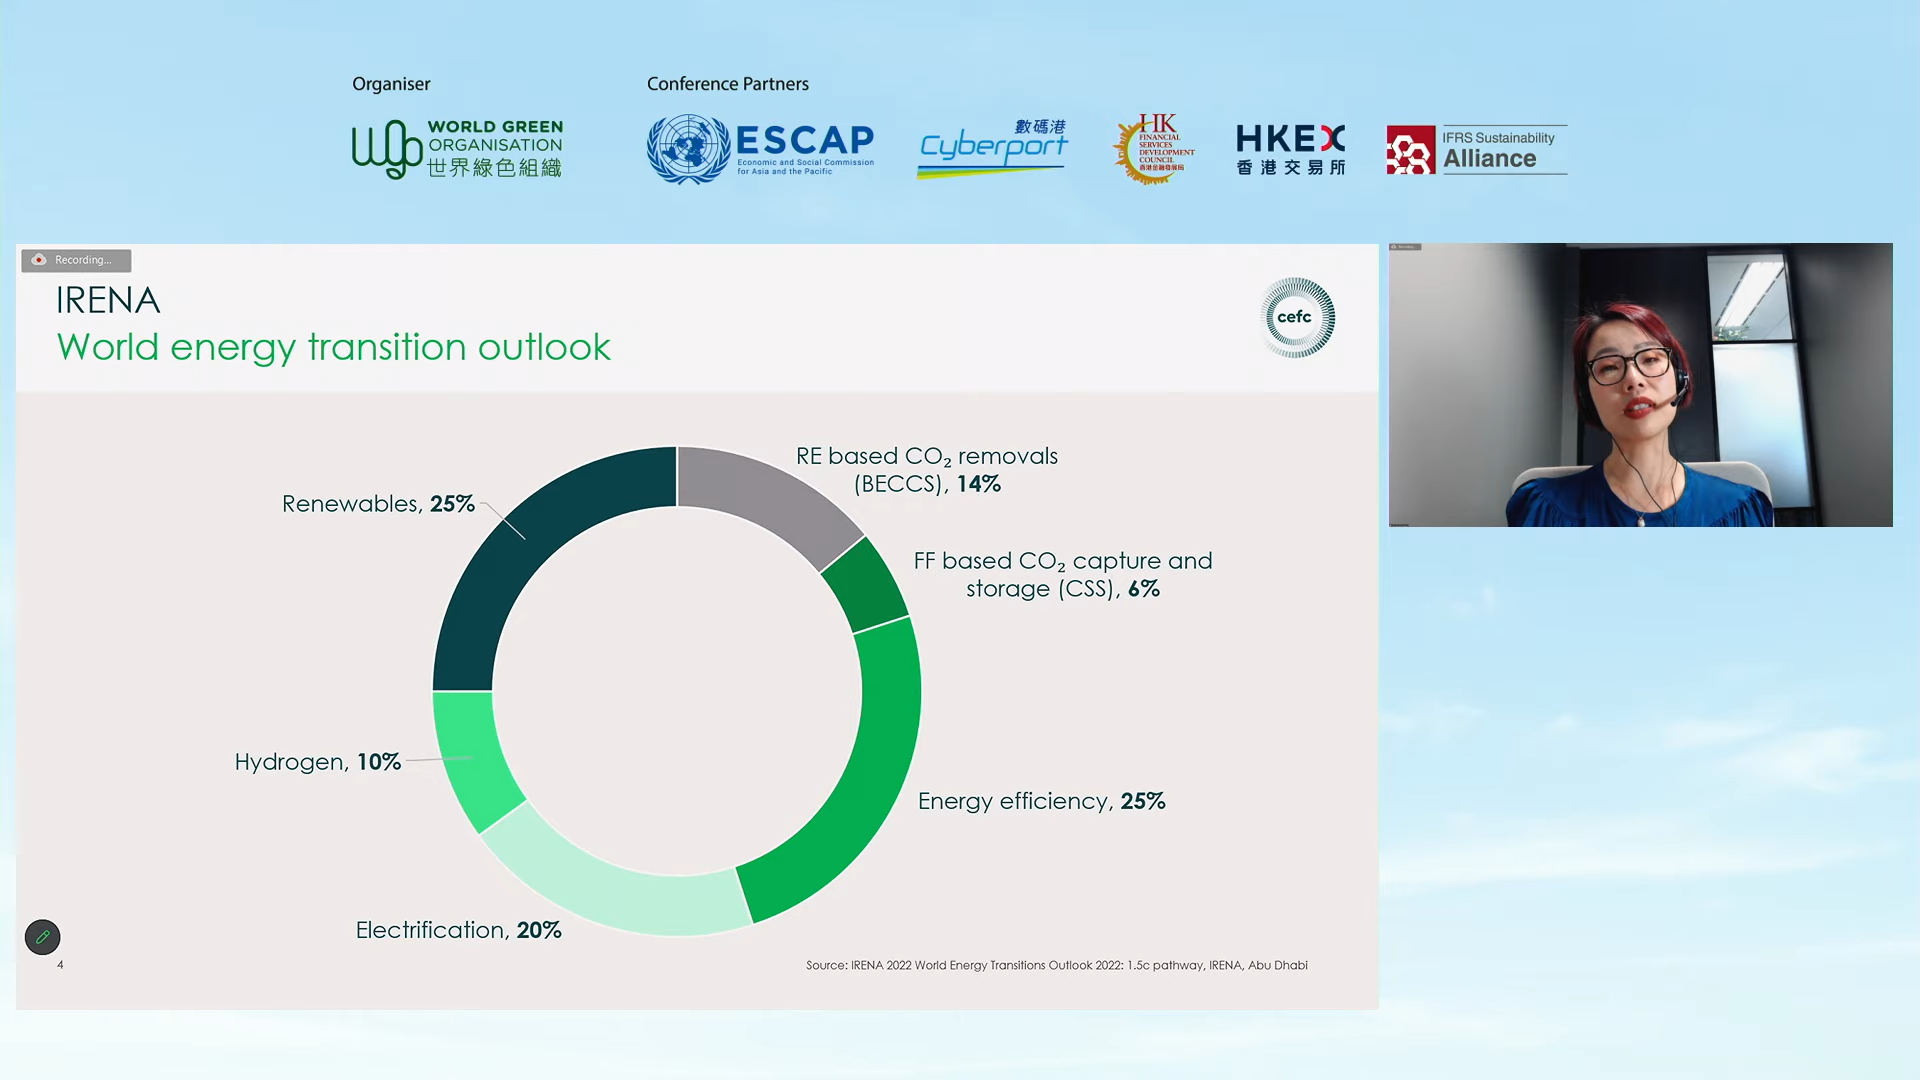 Organiser
Conference Partners
WORLD GREEN
ORGANISATION
世界綠色組織
ESCAP
Economic and Social Commission
for Asia and the Pacific
數碼港
Cyberport
HK
FINANCIAL
SERVICES
DEVELOPMENT
COUNCIL
香港金融發展局
HKEX
香港交易所
IFRS Sustainability
Alliance
Recording...
IRENA
World energy transition outlook
cefc
RE based CO₂ removals
(BECCS), 14%
Renewables, 25%
FF based CO₂ capture and
storage (CSS), 6%
Hydrogen, 10%
Energy efficiency, 25%
Electrification, 20%
4
Source: IRENA 2022 World Energy Transitions Outlook 2022: 1.5c pathway, IRENA, Abu Dhabi